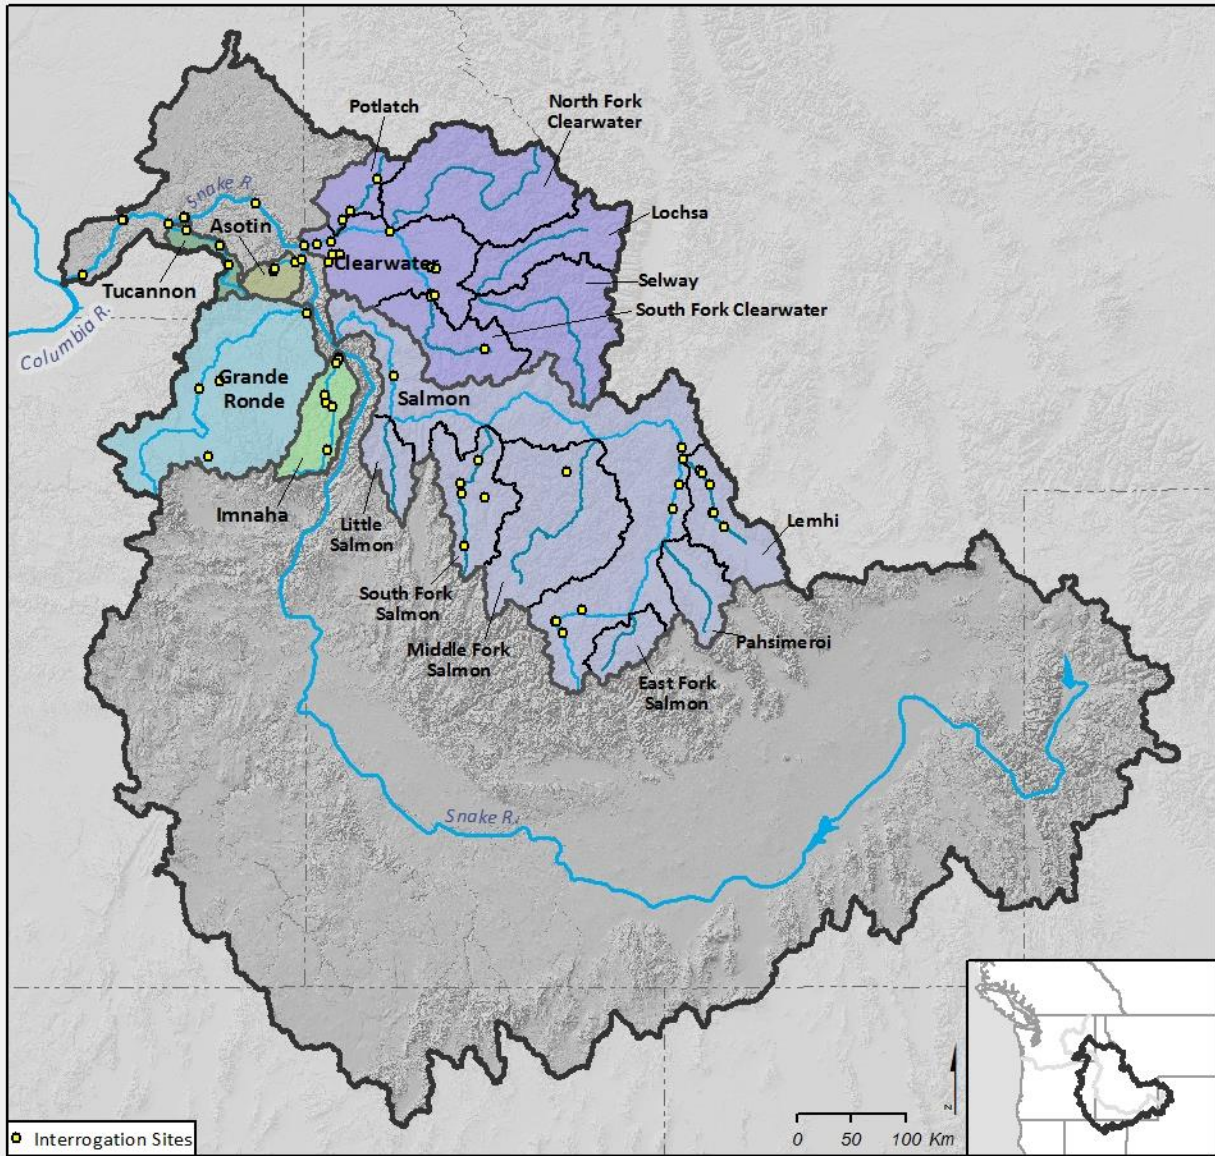 North Fork
Clearwater
Potlatch
Snake R.
Lochsa
Asotin
Clearwater
Selway
Tucannon
South Fork Clearwater
Columbia R.
Grande
Ronde
Salmon
Imnaha
Little
Salmon
Lemhi
South Fork
Salmon
Middle Fork
Salmon
Pahsimeroi
East Fork
Salmon
Snake R.
z
Interrogation Sites
0 50 100 Km